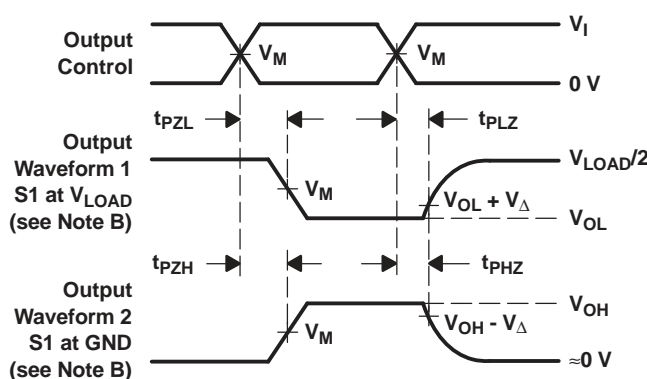 Output
Control
V_M
V_M
V_I
0 V
t_PZL
t_PLZ
Output
Waveform 1
S1 at V_LOAD
(see Note B)
V_M
V_LOAD/2
V_OL + V_Δ
V_OL
t_PZH
t_PHZ
Output
Waveform 2
S1 at GND
(see Note B)
V_M
V_OH
V_OH - V_Δ
≈0 V